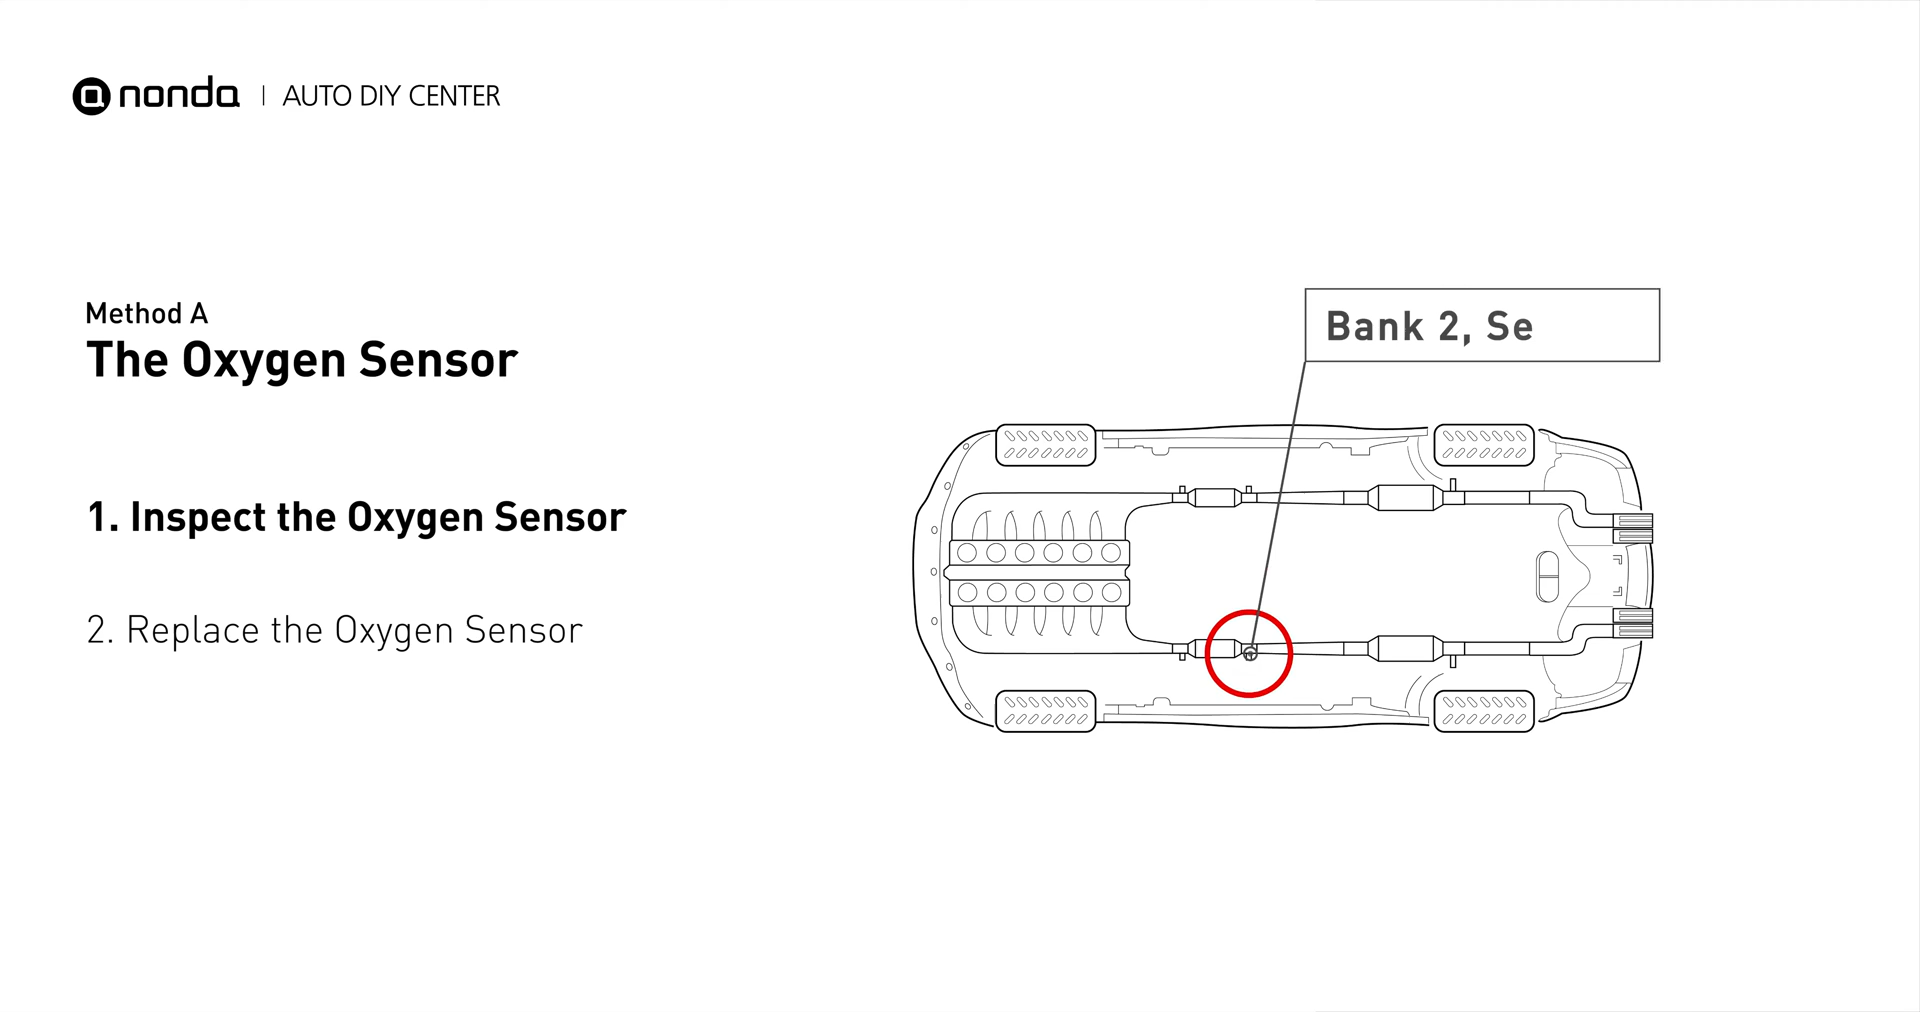 nonda | AUTO DIY CENTER
Method A
The Oxygen Sensor
1. Inspect the Oxygen Sensor
2. Replace the Oxygen Sensor
Bank 2, Se